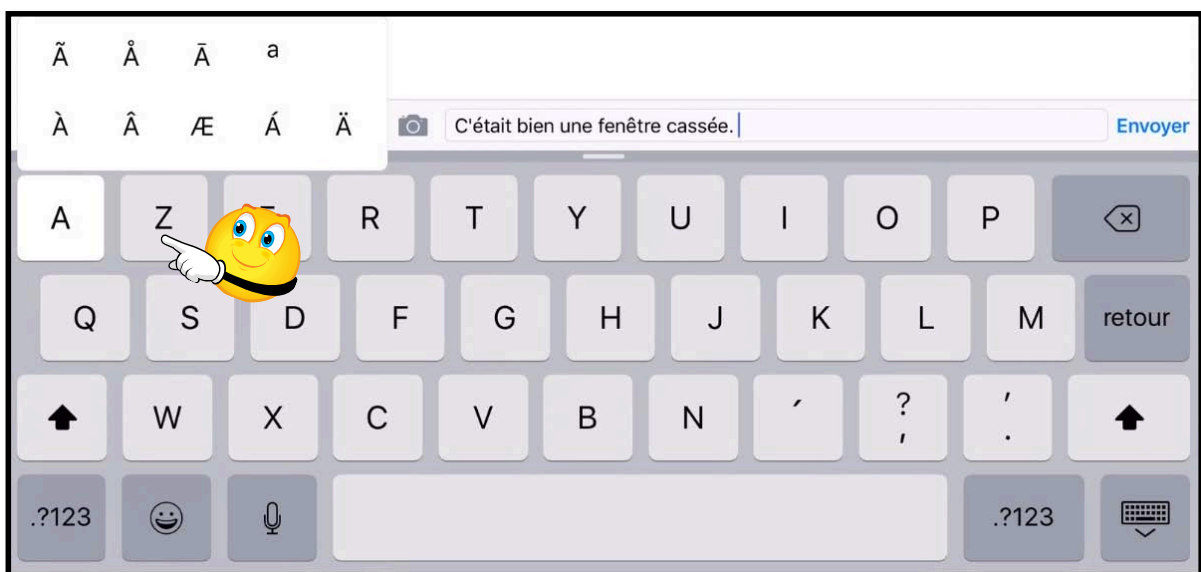 Ã Å Ā ª
À Â Æ Á Ä
C'était bien une fenêtre cassée.
Envoyer
A Z R T Y U I O P
Q S D F G H J K L M
retour
W X C V B N ´ ? , ' .
.?123
.?123